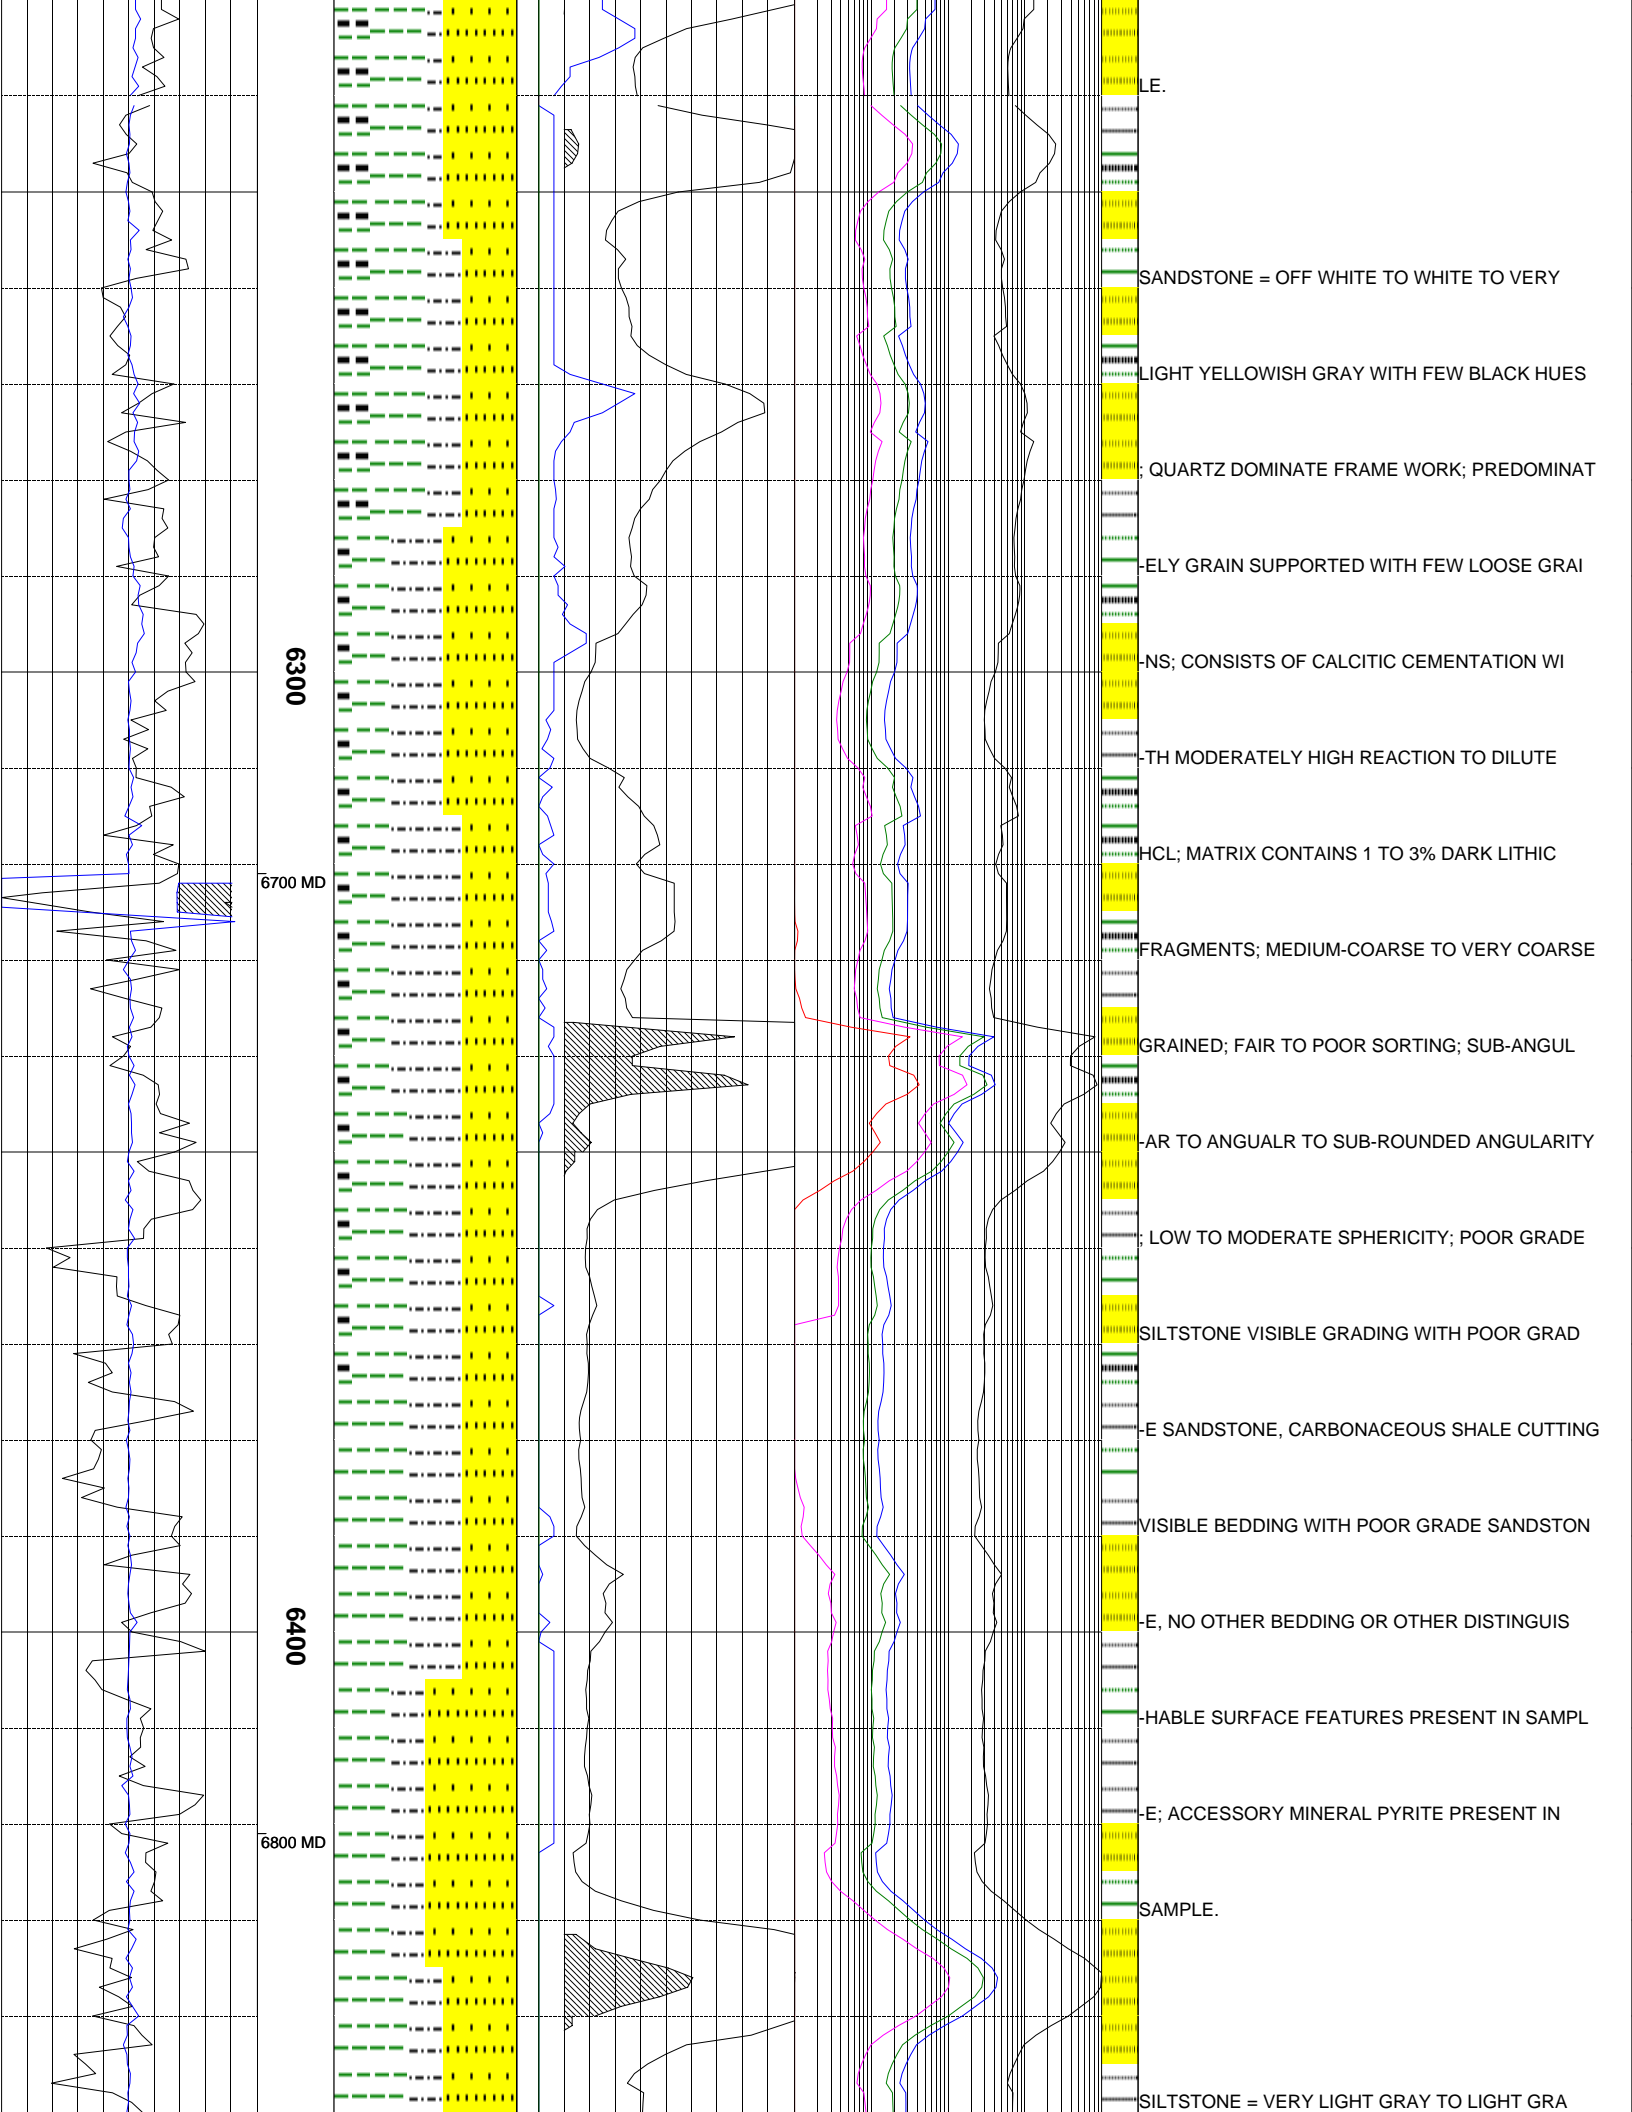 LE.
SANDSTONE = OFF WHITE TO WHITE TO VERY
LIGHT YELLOWISH GRAY WITH FEW BLACK HUES
; QUARTZ DOMINATE FRAME WORK; PREDOMINAT
-ELY GRAIN SUPPORTED WITH FEW LOOSE GRAI
6300
-NS; CONSISTS OF CALCITIC CEMENTATION WI
-TH MODERATELY HIGH REACTION TO DILUTE
HCL; MATRIX CONTAINS 1 TO 3% DARK LITHIC
6700 MD
FRAGMENTS; MEDIUM-COARSE TO VERY COARSE
GRAINED; FAIR TO POOR SORTING; SUB-ANGUL
-AR TO ANGUALR TO SUB-ROUNDED ANGULARITY
; LOW TO MODERATE SPHERICITY; POOR GRADE
SILTSTONE VISIBLE GRADING WITH POOR GRAD
-E SANDSTONE, CARBONACEOUS SHALE CUTTING
VISIBLE BEDDING WITH POOR GRADE SANDSTON
-E, NO OTHER BEDDING OR OTHER DISTINGUIS
6400
-HABLE SURFACE FEATURES PRESENT IN SAMPL
-E; ACCESSORY MINERAL PYRITE PRESENT IN
6800 MD
SAMPLE.
SILTSTONE = VERY LIGHT GRAY TO LIGHT GRA